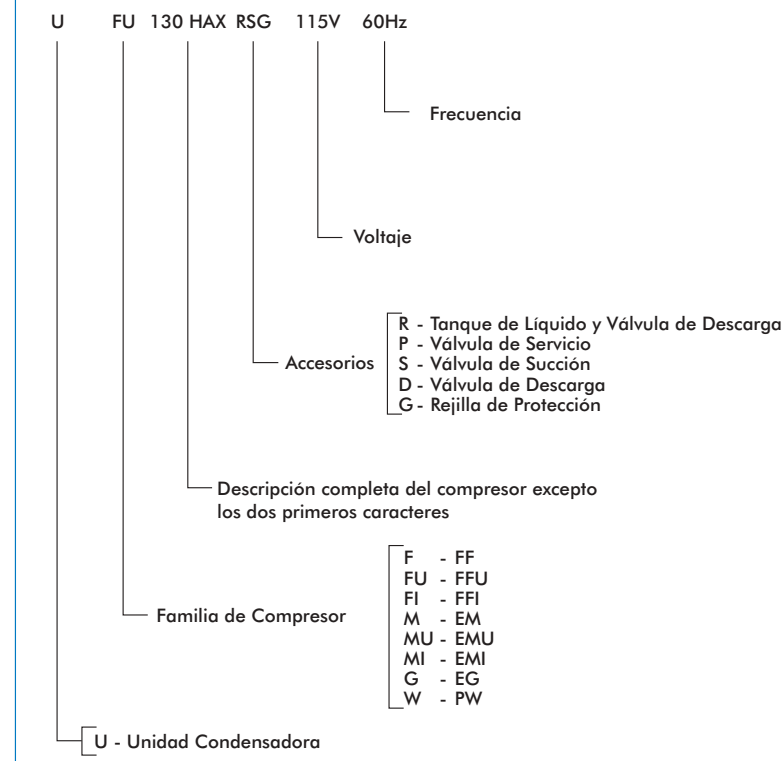 U FU 130 HAX RSG 115V 60Hz
Frecuencia
Voltaje
Accesorios
R - Tanque de Líquido y Válvula de Descarga
P - Válvula de Servicio
S - Válvula de Succión
D - Válvula de Descarga
G - Rejilla de Protección
Descripción completa del compresor excepto
los dos primeros caracteres
Familia de Compresor
F - FF
FU - FFU
FI - FFI
M - EM
MU - EMU
MI - EMI
G - EG
W - PW
U - Unidad Condensadora